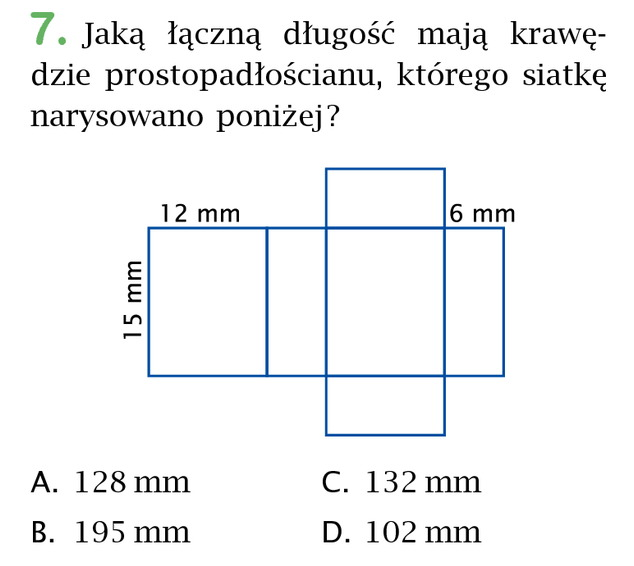 7. Jaką łączną długość mają krawę-
dzie prostopadłościanu, którego siatkę
narysowano poniżej?
12 mm
6 mm
15 mm
A. 128 mm
C. 132 mm
B. 195 mm
D. 102 mm